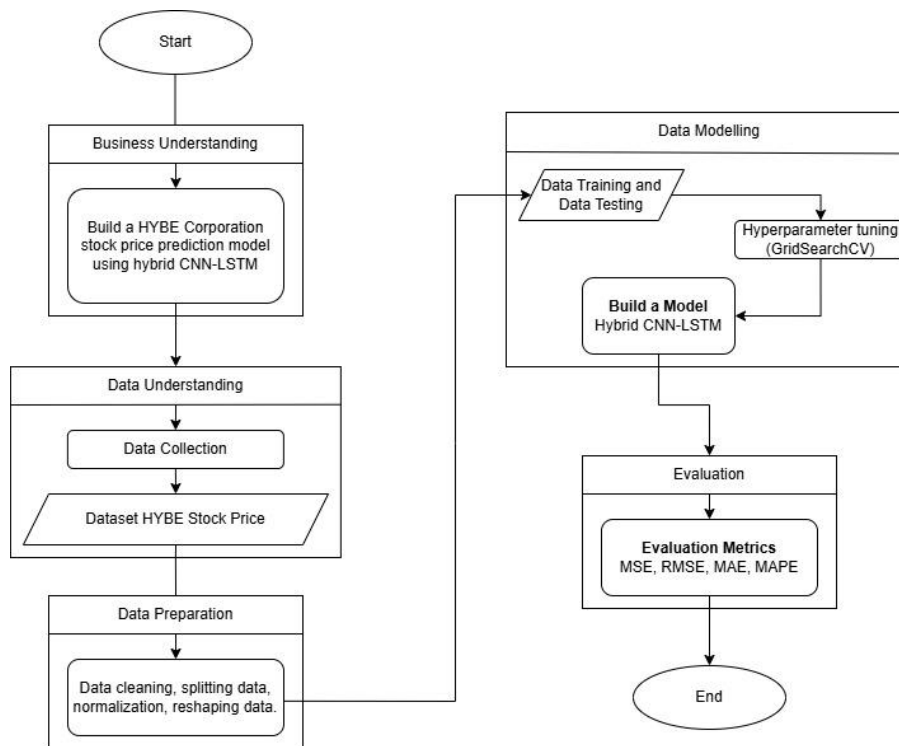 Start
Business Understanding
Build a HYBE Corporation
stock price prediction model
using hybrid CNN-LSTM
Data Understanding
Data Collection
Dataset HYBE Stock Price
Data Preparation
Data cleaning, splitting data,
normalization, reshaping data.
Data Modelling
Data Training and
Data Testing
Hyperparameter tuning
(GridSearchCV)
Build a Model
Hybrid CNN-LSTM
Evaluation
Evaluation Metrics
MSE, RMSE, MAE, MAPE
End